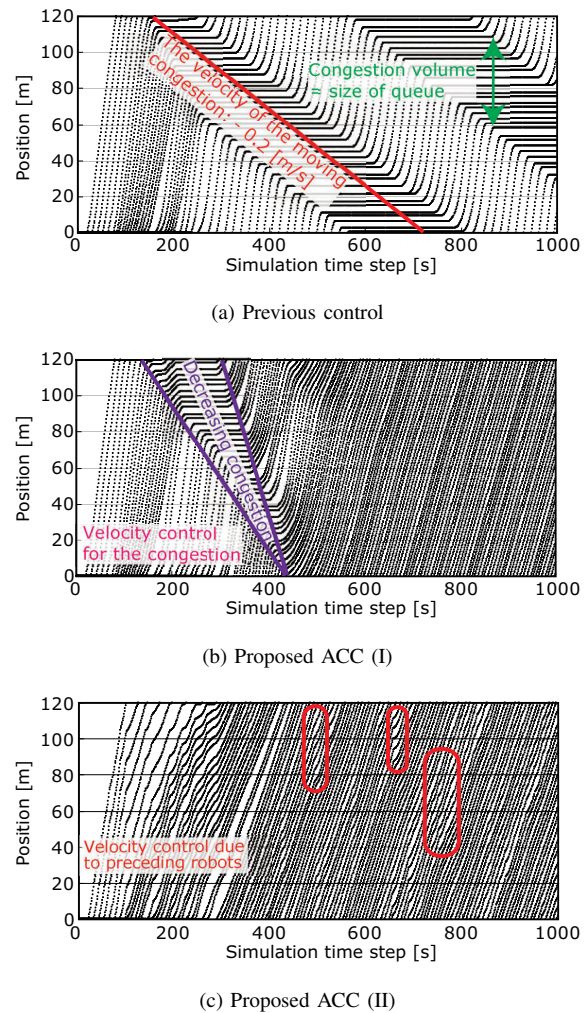 120
100
80
60
40
20
0
Position [m]
The velocity of the moving
congestion: - 0.2 [m/s]
Congestion volume
= size of queue
0 200 400 600 800 1000
Simulation time step [s]
(a) Previous control
120
100
80
60
40
20
0
Position [m]
Decreasing congestion
Velocity control
for the congestion
0 200 400 600 800 1000
Simulation time step [s]
(b) Proposed ACC (I)
120
100
80
60
40
20
0
Position [m]
Velocity control due
to preceding robots
0 200 400 600 800 1000
Simulation time step [s]
(c) Proposed ACC (II)